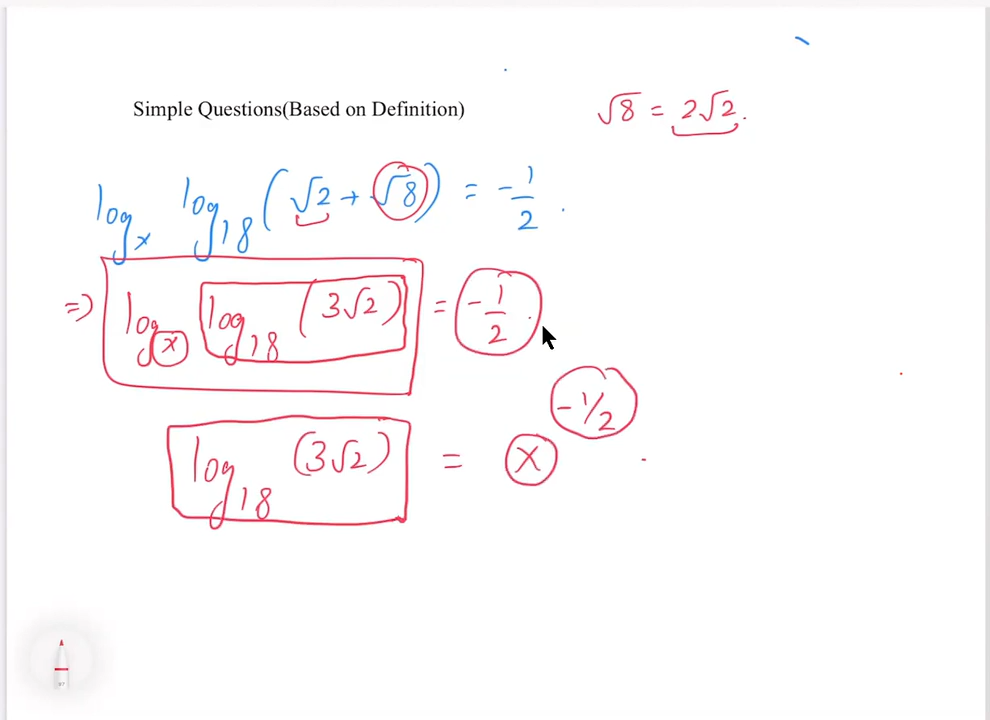 Simple Questions(Based on Definition)
√8 = 2√2.
log_x log_18 (√2 + √8) = -1/2.
=> log_x log_18 (3√2) = -1/2.
log_18 (3√2) = x^(-1/2).